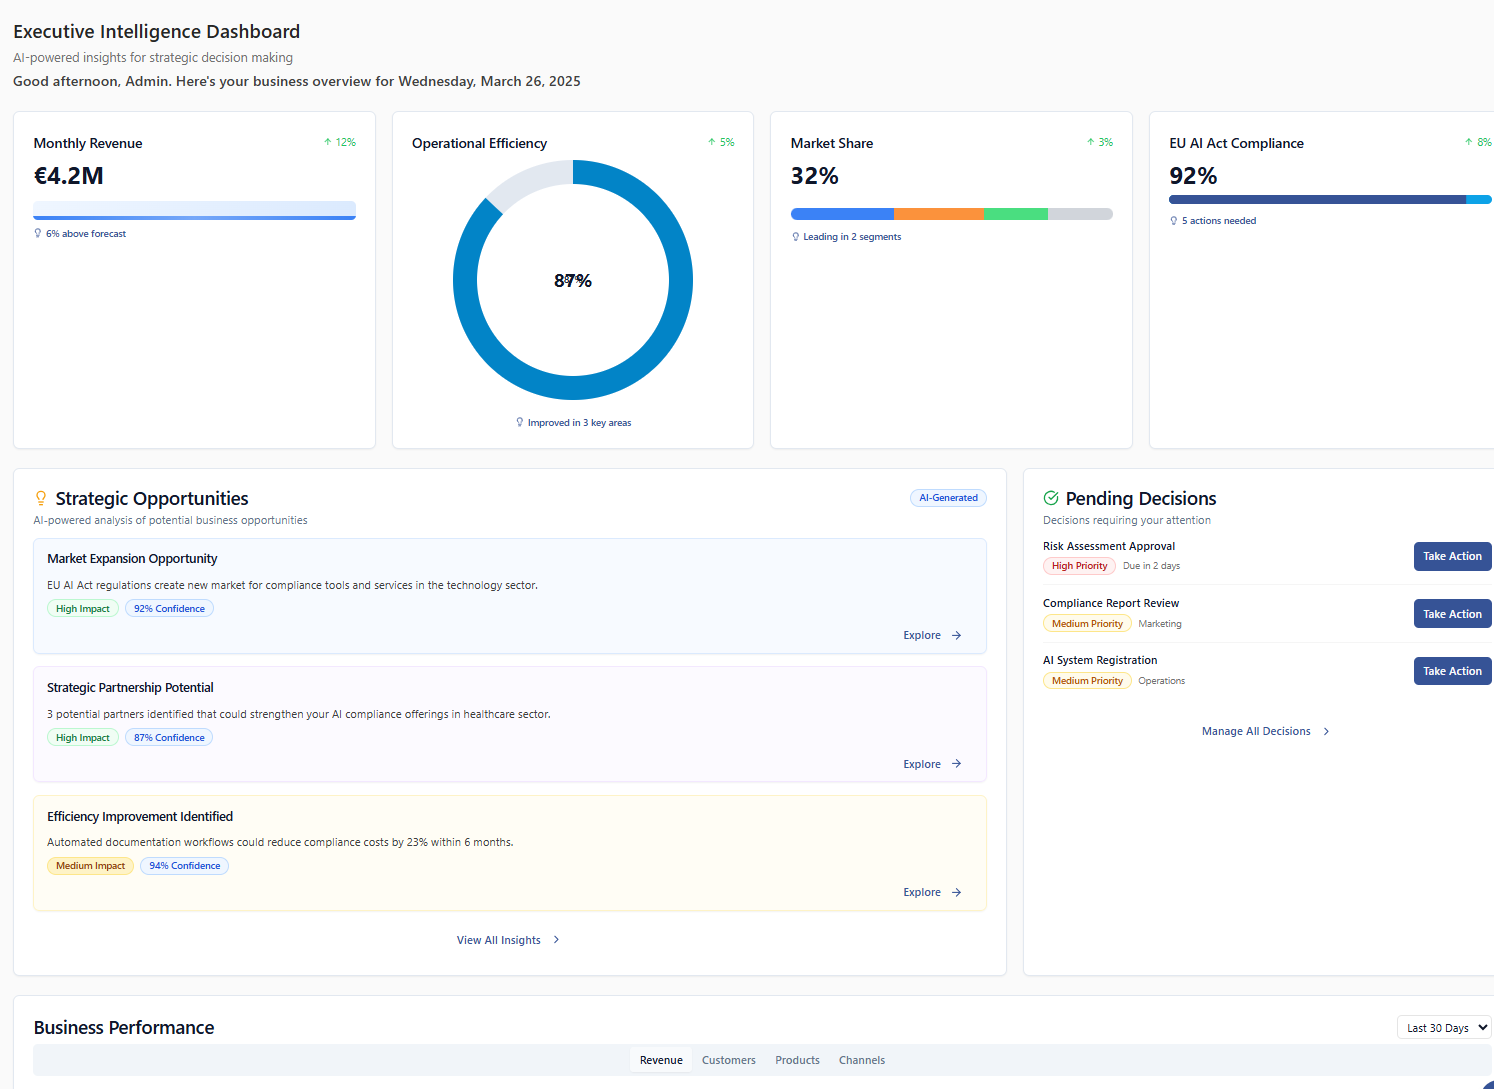 Executive Intelligence Dashboard
AI-powered insights for strategic decision making
Good afternoon, Admin. Here's your business overview for Wednesday, March 26, 2025
Monthly Revenue
↑ 12%
€4.2M
6% above forecast
Operational Efficiency
↑ 5%
87%
Improved in 3 key areas
Market Share
↑ 3%
32%
Leading in 2 segments
EU AI Act Compliance
↑ 8%
92%
5 actions needed
Strategic Opportunities
AI-Generated
AI-powered analysis of potential business opportunities
Market Expansion Opportunity
EU AI Act regulations create new market for compliance tools and services in the technology sector.
High Impact 92% Confidence
Explore →
Strategic Partnership Potential
3 potential partners identified that could strengthen your AI compliance offerings in healthcare sector.
High Impact 87% Confidence
Explore →
Efficiency Improvement Identified
Automated documentation workflows could reduce compliance costs by 23% within 6 months.
Medium Impact 94% Confidence
Explore →
View All Insights >
Pending Decisions
Decisions requiring your attention
Risk Assessment Approval
High Priority Due in 2 days
Take Action
Compliance Report Review
Medium Priority Marketing
Take Action
AI System Registration
Medium Priority Operations
Take Action
Manage All Decisions >
Business Performance
Last 30 Days
Revenue Customers Products Channels